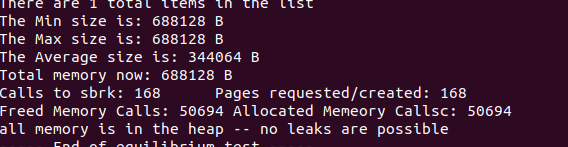 There are 1 total items in the list
The Min size is: 688128 B
The Max size is: 688128 B
The Average size is: 344064 B
Total memory now: 688128 B
Calls to sbrk: 168      Pages requested/created: 168
Freed Memory Calls: 50694 Allocated Memeory Callsc: 50694
all memory is in the heap -- no leaks are possible
----- End of equilibrium test -----